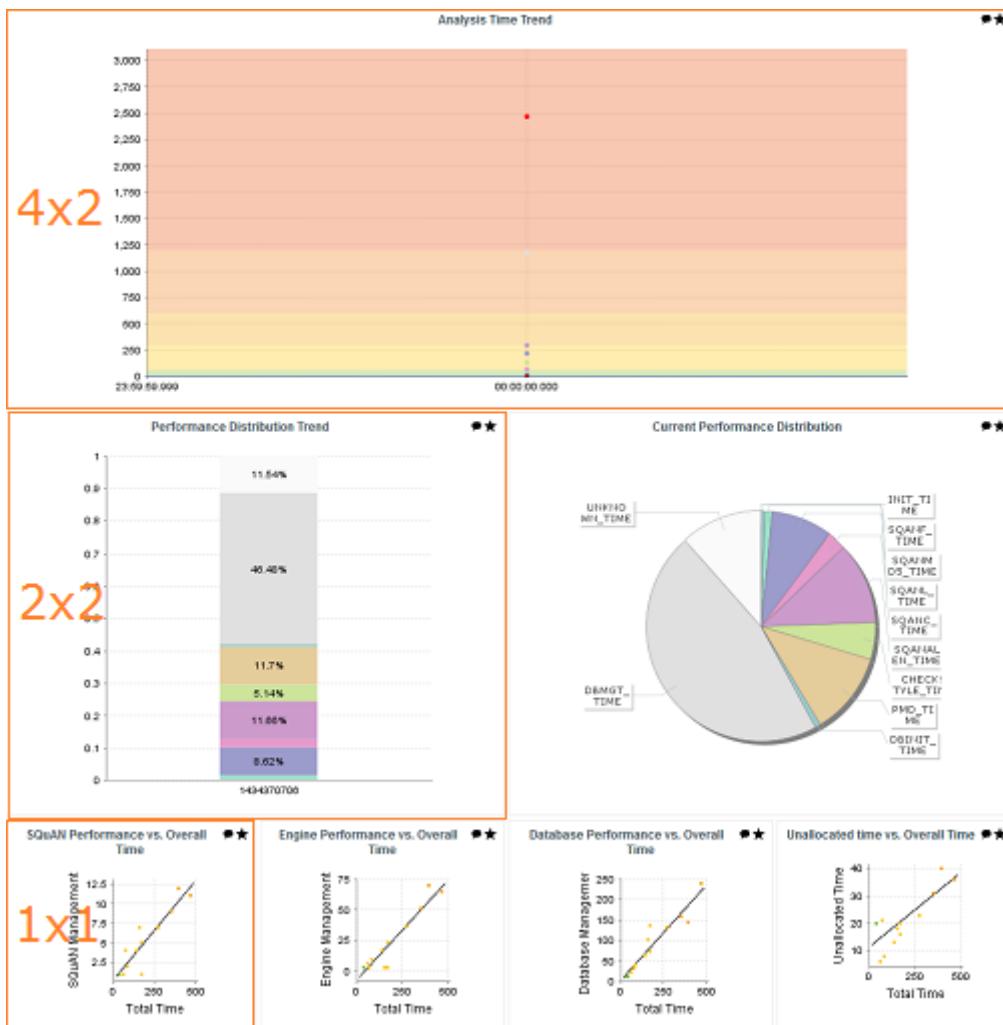 Analysis Time Trend
3,000
2,750
2,500
2,250
2,000
1,750
1,500
1,250
1,000
750
500
250
0
23:59:59.999
00:00:00.000
4x2
Performance Distribution Trend
1
0.9
0.8
0.7
0.6
0.5
0.4
0.3
0.2
0.1
0
11.54%
46.48%
11.7%
5.14%
11.86%
8.62%
1434370706
2x2
Current Performance Distribution
UNKNO
WN_TIME
DBMGT_
TIME
INIT_TI
ME
SQANF_
TIME
SQANM
DS_TIME
SQANL_
TIME
SQANC_
TIME
SQANAL
EN_TIME
CHECK
TYLE_TI
PMD_TI
ME
DBINIT_
TIME
SQuAN Performance vs. Overall
Time
12.5
10
7.5
5
2.5
SQuAN Management
0
250
500
Total Time
1x1
Engine Performance vs. Overall
Time
75
50
25
0
Engine Management
0
250
500
Total Time
Database Performance vs. Overall
Time
250
200
150
100
50
0
Database Managemer
0
250
500
Total Time
Unallocated time vs. Overall Time
40
30
20
10
Unallocated Time
0
250
500
Total Time